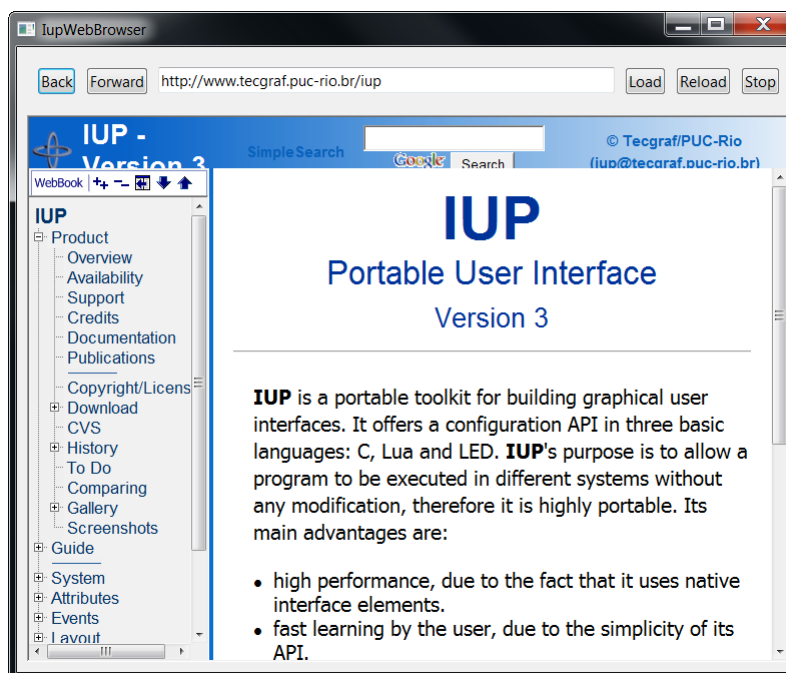 IupWebBrowser
Back Forward http://www.tecgraf.puc-rio.br/iup Load Reload Stop
IUP -
Version 3
SimpleSearch
Google Search
© Tecgraf/PUC-Rio
(iup@tecgraf.puc-rio.br)
WebBook
IUP
Product
Overview
Availability
Support
Credits
Documentation
Publications
Copyright/Licens
Download
CVS
History
To Do
Comparing
Gallery
Screenshots
Guide
System
Attributes
Events
Layout
IUP
Portable User Interface
Version 3
IUP is a portable toolkit for building graphical user
interfaces. It offers a configuration API in three basic
languages: C, Lua and LED. IUP's purpose is to allow a
program to be executed in different systems without
any modification, therefore it is highly portable. Its
main advantages are:
• high performance, due to the fact that it uses native
interface elements.
• fast learning by the user, due to the simplicity of its
API.